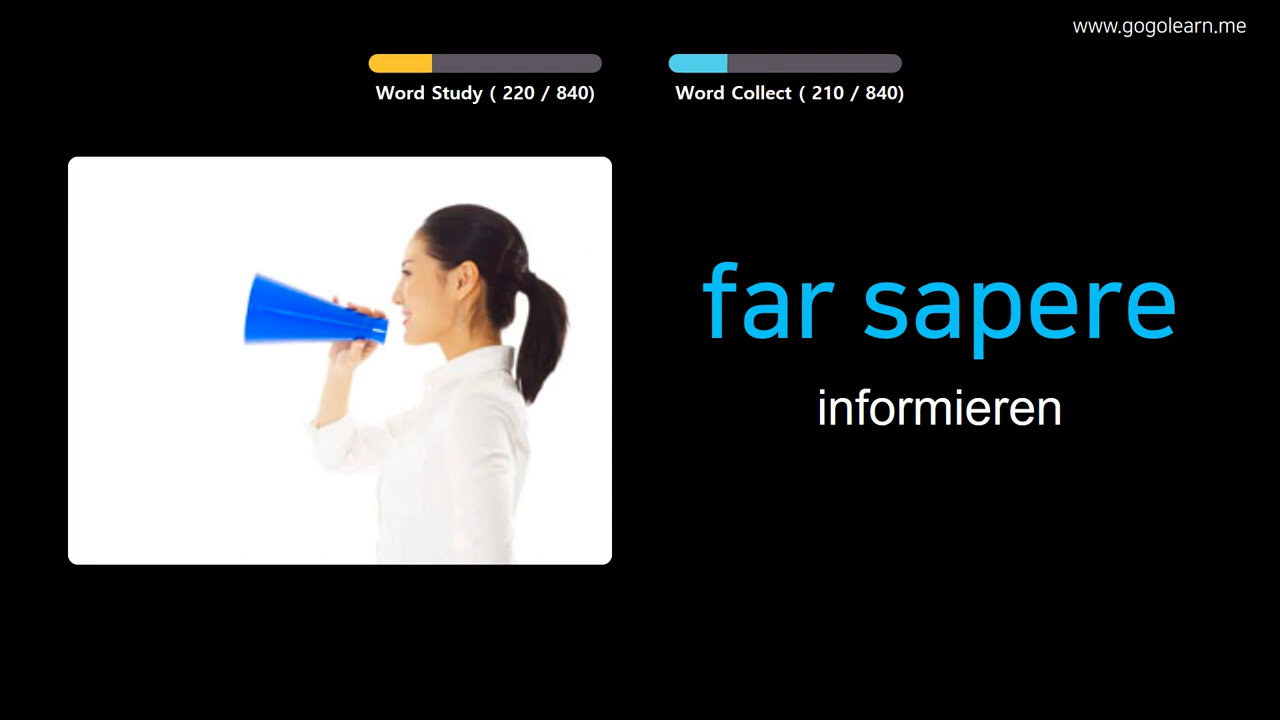 www.gogolearn.me
Word Study ( 220 / 840)
Word Collect ( 210 / 840)
far sapere
informieren